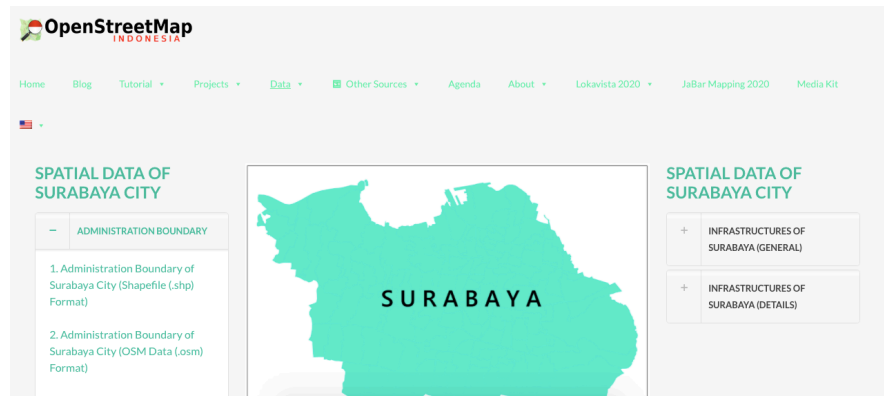 OpenStreetMap
INDONESIA
Home Blog Tutorial Projects Data Other Sources Agenda About Lokavista 2020 JaBar Mapping 2020 Media Kit
SPATIAL DATA OF
SURABAYA CITY
ADMINISTRATION BOUNDARY
1. Administration Boundary of
Surabaya City (Shapefile (.shp)
Format)
2. Administration Boundary of
Surabaya City (OSM Data (.osm)
Format)
SURABAYA
SPATIAL DATA OF
SURABAYA CITY
INFRASTRUCTURES OF
SURABAYA (GENERAL)
INFRASTRUCTURES OF
SURABAYA (DETAILS)